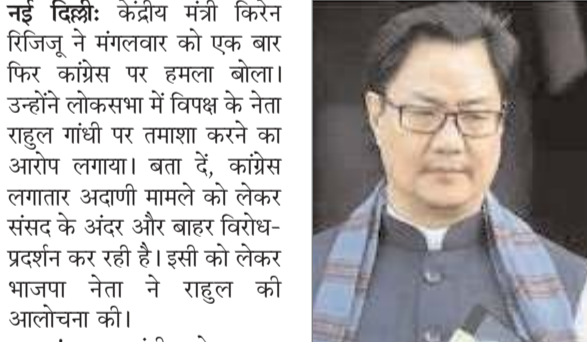 नई दिल्ली: केंद्रीय मंत्री किरेन
रिजिजू ने मंगलवार को एक बार
फिर कांग्रेस पर हमला बोला।
उन्होंने लोकसभा में विपक्ष के नेता
राहुल गांधी पर तमाशा करने का
आरोप लगाया। बता दें, कांग्रेस
लगातार अदाणी मामले को लेकर
संसद के अंदर और बाहर विरोध-
प्रदर्शन कर रही है। इसी को लेकर
भाजपा नेता ने राहुल की
आलोचना की।